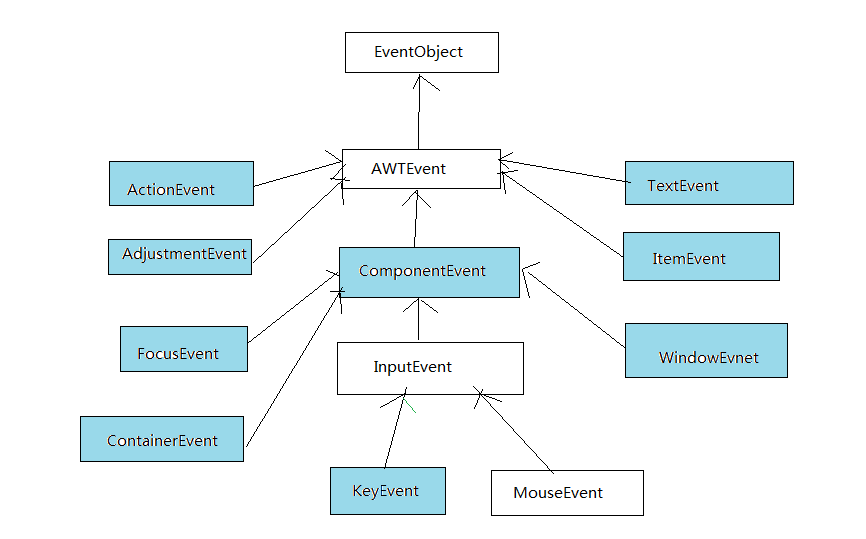 EventObject
AWTEvent
ActionEvent
TextEvent
AdjustmentEvent
ItemEvent
ComponentEvent
FocusEvent
WindowEvnet
InputEvent
ContainerEvent
KeyEvent
MouseEvent